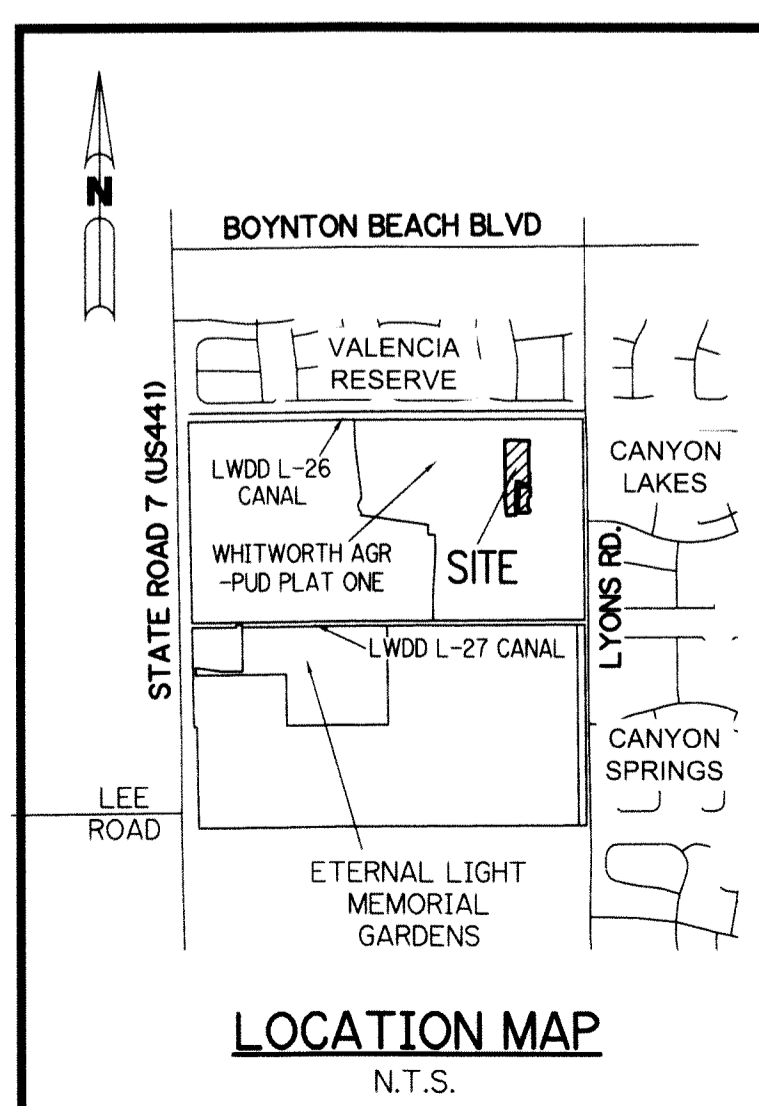 N
BOYNTON BEACH BLVD
VALENCIA
RESERVE
STATE ROAD 7 (US441)
LWDD L-26
CANAL
CANYON
LAKES
WHITWORTH AGR
-PUD PLAT ONE
SITE
LYONS RD.
LWDD L-27 CANAL
CANYON
SPRINGS
LEE
ROAD
ETERNAL LIGHT
MEMORIAL
GARDENS
LOCATION MAP
N.T.S.